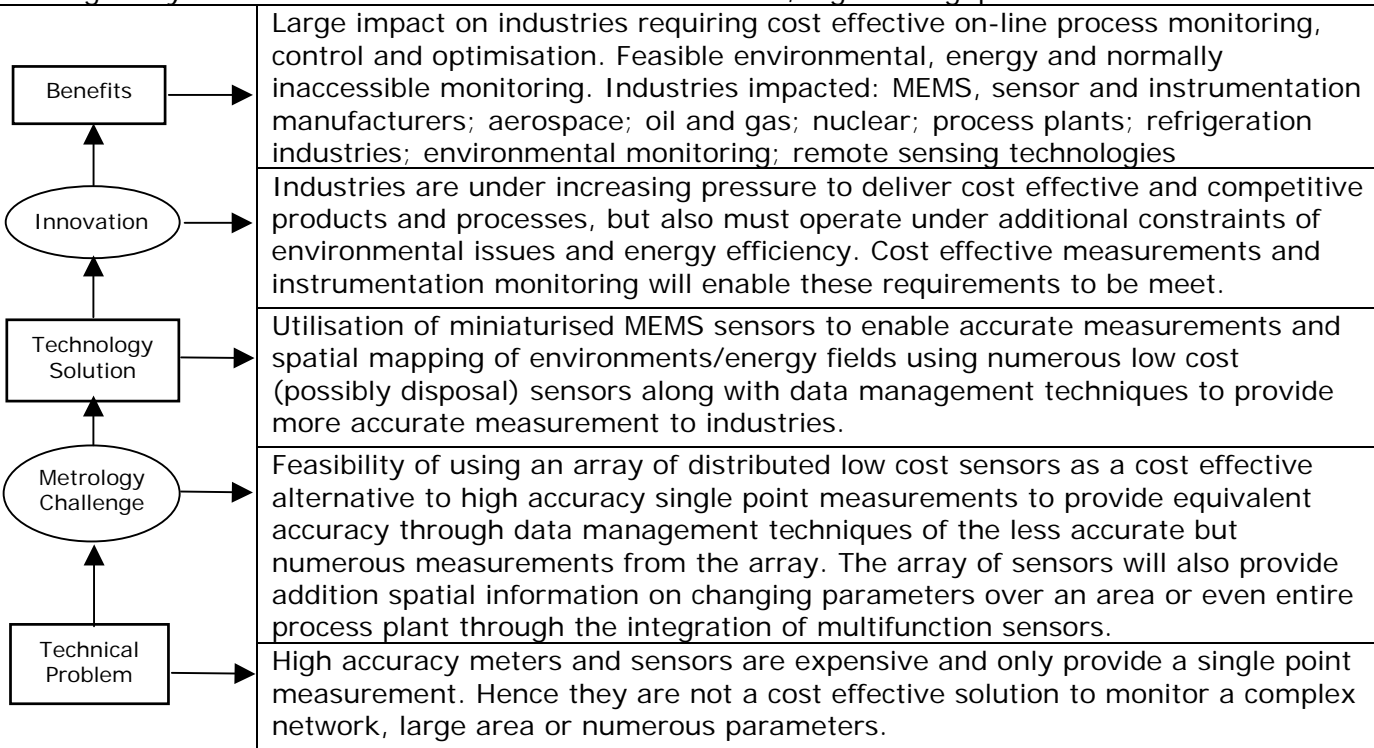 Large impact on industries requiring cost effective on-line process monitoring,
control and optimisation. Feasible environmental, energy and normally
inaccessible monitoring. Industries impacted: MEMS, sensor and instrumentation
manufacturers; aerospace; oil and gas; nuclear; process plants; refrigeration
industries; environmental monitoring; remote sensing technologies
Benefits
Industries are under increasing pressure to deliver cost effective and competitive
products and processes, but also must operate under additional constraints of
environmental issues and energy efficiency. Cost effective measurements and
instrumentation monitoring will enable these requirements to be meet.
Innovation
Utilisation of miniaturised MEMS sensors to enable accurate measurements and
spatial mapping of environments/energy fields using numerous low cost
(possibly disposal) sensors along with data management techniques to provide
more accurate measurement to industries.
Technology
Solution
Feasibility of using an array of distributed low cost sensors as a cost effective
alternative to high accuracy single point measurements to provide equivalent
accuracy through data management techniques of the less accurate but
numerous measurements from the array. The array of sensors will also provide
addition spatial information on changing parameters over an area or even entire
process plant through the integration of multifunction sensors.
Metrology
Challenge
High accuracy meters and sensors are expensive and only provide a single point
measurement. Hence they are not a cost effective solution to monitor a complex
network, large area or numerous parameters.
Technical
Problem